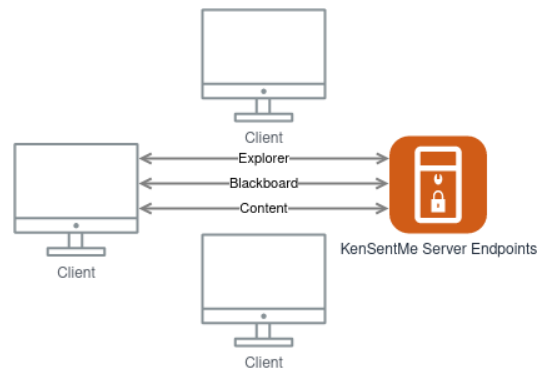 Client
Explorer
Blackboard
Content
KenSentMe Server Endpoints
Client
Client